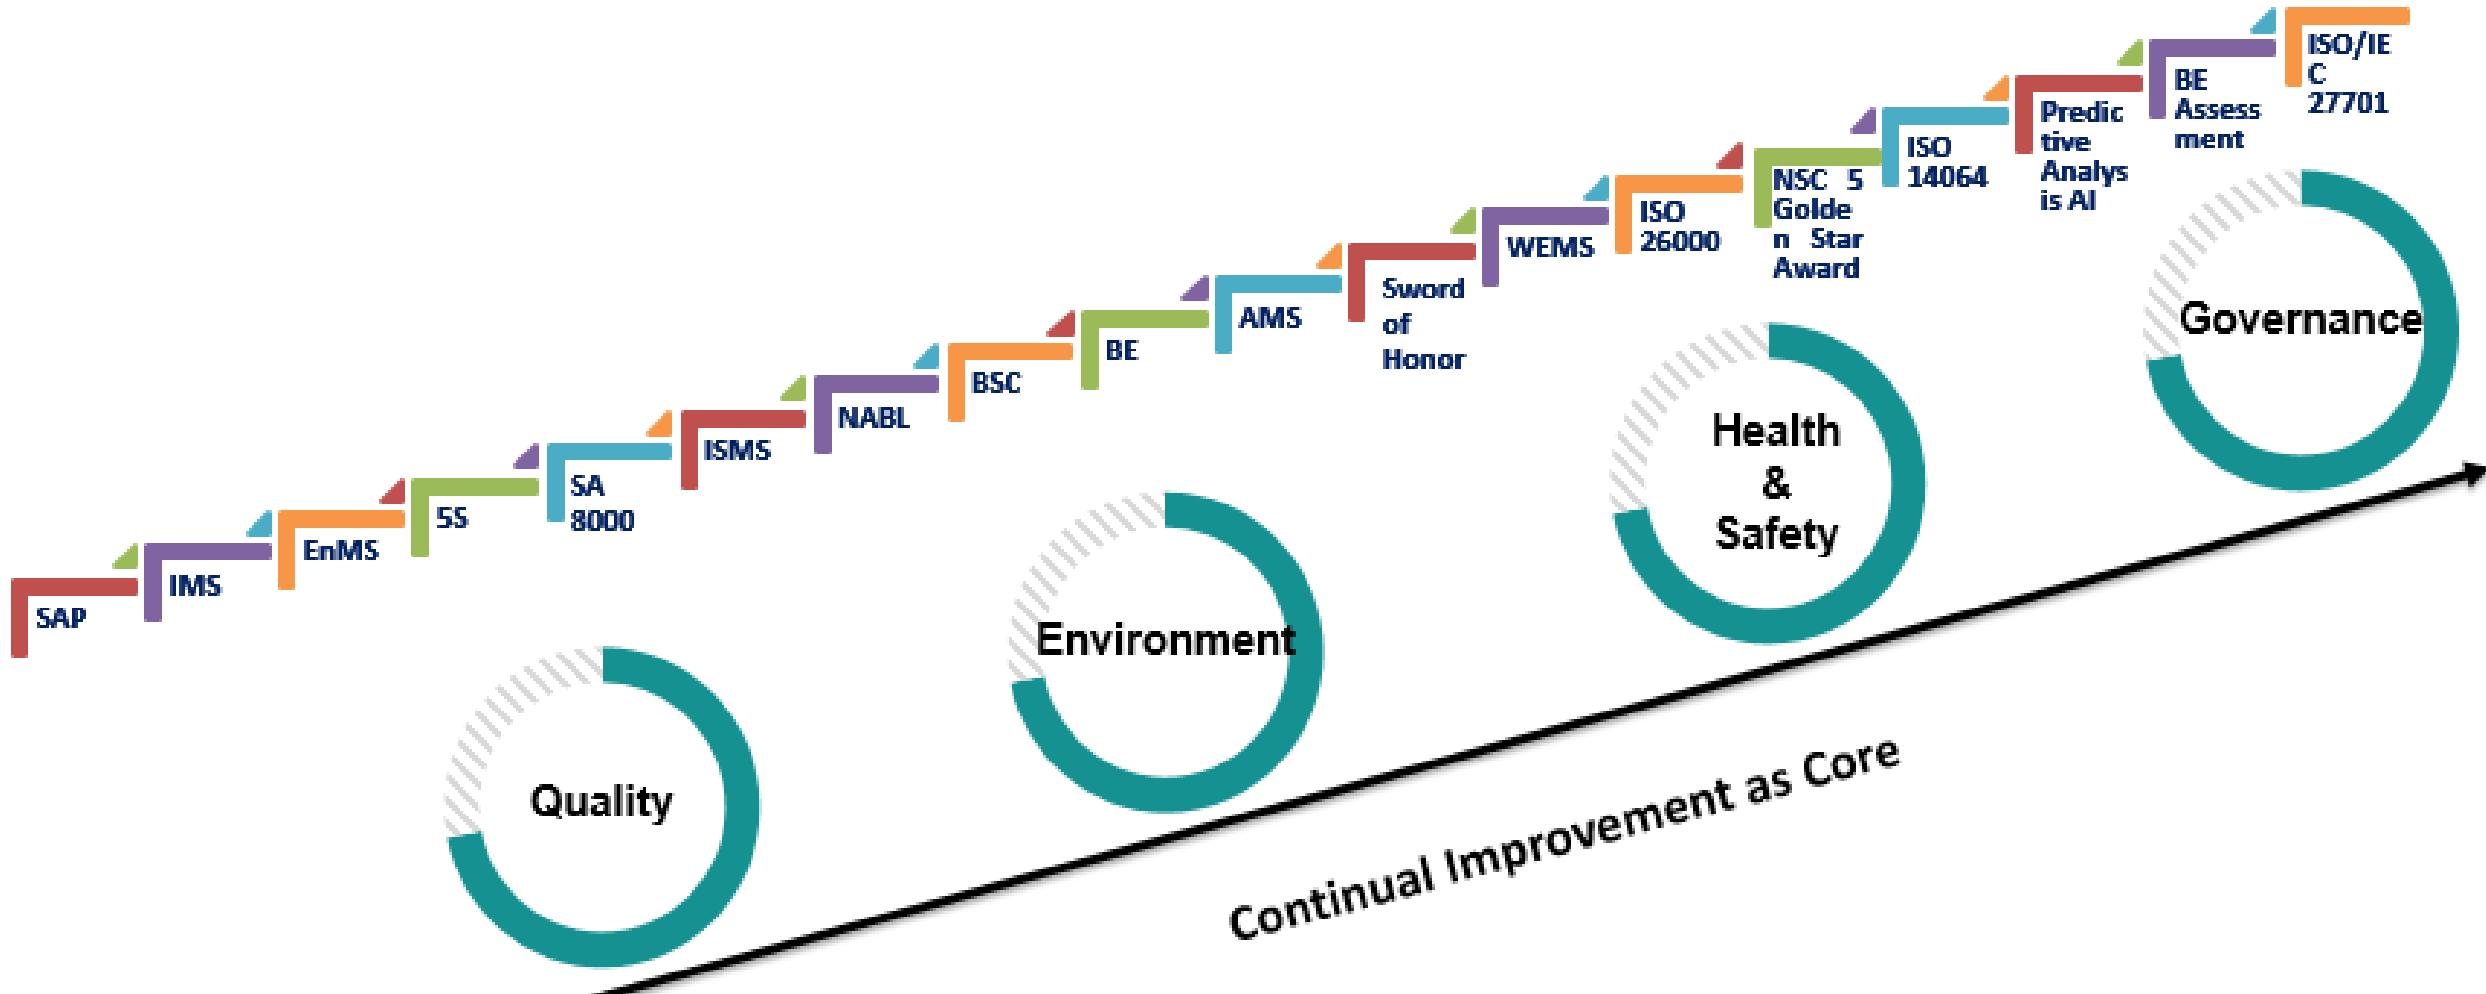 SAP
IMS
EnMS
5S
SA
8000
ISMS
NABL
BSC
BE
AMS
Sword
of
Honor
WEMS
ISO
26000
NSC 5
Golde
n Star
Award
ISO
14064
Predic
tive
Analys
is AI
BE
Assess
ment
ISO/IE
C
27701
Quality
Environment
Health
&
Safety
Governance
Continual Improvement as Core